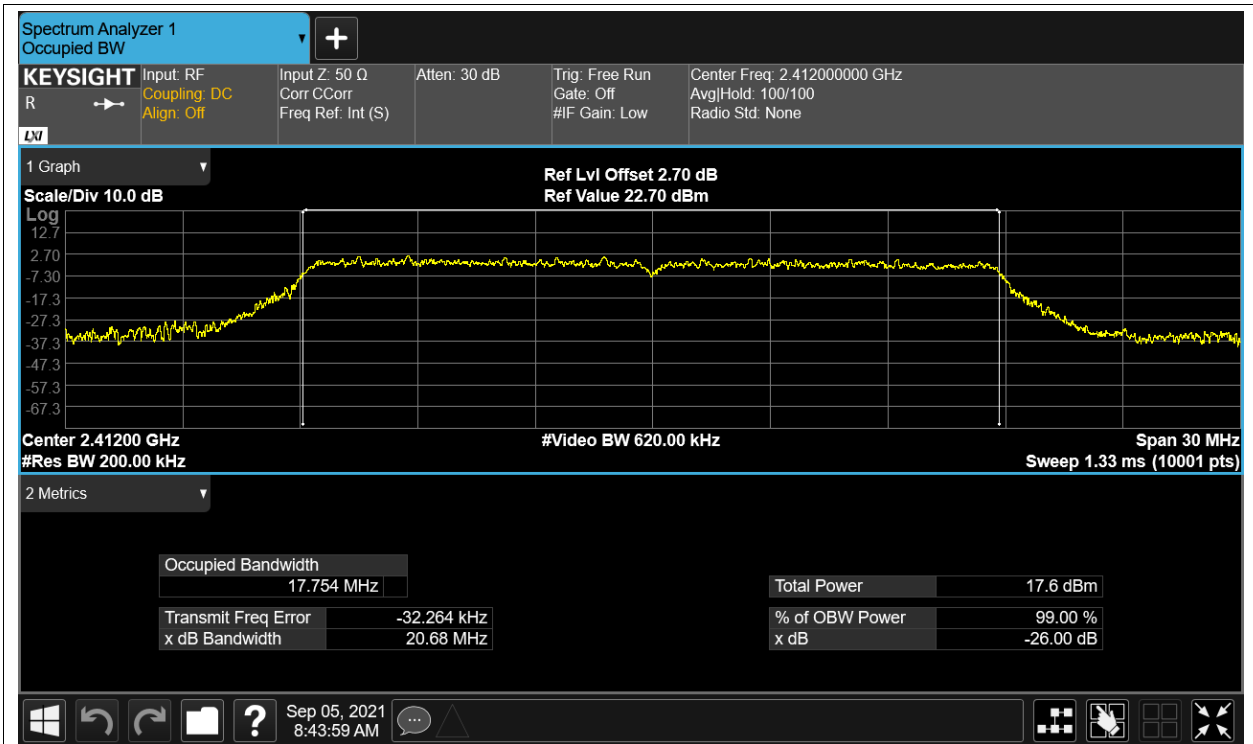 Spectrum Analyzer 1
Occupied BW
KEYSIGHT
R
LXI
Input: RF
Coupling: DC
Align: Off
Input Z: 50 Ω
Corr CCorr
Freq Ref: Int (S)
Atten: 30 dB
Trig: Free Run
Gate: Off
#IF Gain: Low
Center Freq: 2.412000000 GHz
Avg|Hold: 100/100
Radio Std: None
1 Graph
Scale/Div 10.0 dB
Ref Lvl Offset 2.70 dB
Ref Value 22.70 dBm
Log
12.7
2.70
-7.30
-17.3
-27.3
-37.3
-47.3
-57.3
-67.3
Center 2.41200 GHz
#Video BW 620.00 kHz
Span 30 MHz
#Res BW 200.00 kHz
Sweep 1.33 ms (10001 pts)
2 Metrics
Occupied Bandwidth
17.754 MHz
Total Power 17.6 dBm
Transmit Freq Error -32.264 kHz
% of OBW Power 99.00 %
x dB Bandwidth 20.68 MHz
x dB -26.00 dB
?
Sep 05, 2021
8:43:59 AM